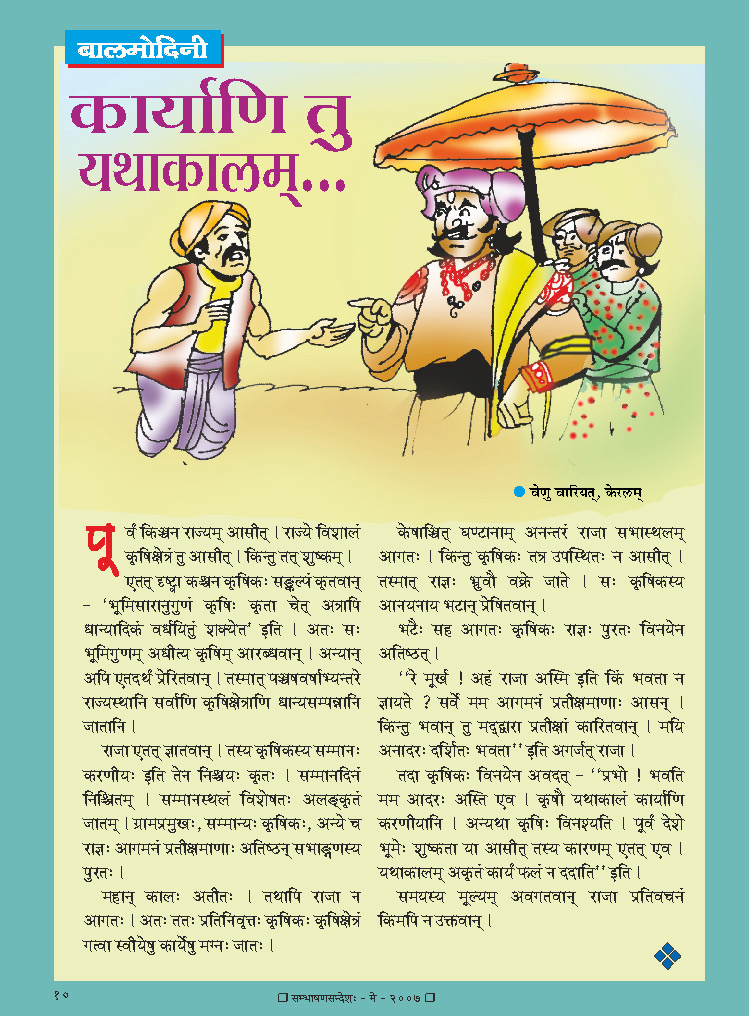 बालमोदिनी
कार्याणि तु
यथाकालम्...
● वेणु वारियत्, केरलम्
पूर्वं किञ्चन राज्यम् आसीत् । राज्ये विशालं
कृषिक्षेत्रं तु आसीत् । किन्तु तत् शुष्कम् ।
एतत् दृष्ट्वा कश्चन कृषिकः सङ्कल्पं कृतवान्
– ‘भूमिसारानुगुणं कृषिः कृता चेत् अत्रापि
धान्यादिकं वर्धयितुं शक्येत’ इति । अतः सः
भूमिगुणम् अधीत्य कृषिम् आरब्धवान् । अन्यान्
अपि एतदर्थं प्रेरितवान् । तस्मात् पञ्चषवर्षाभ्यन्तरे
राज्यस्थानि सर्वाणि कृषिक्षेत्राणि धान्यसम्पन्नानि
जातानि ।
राजा एतत् ज्ञातवान् । तस्य कृषिकस्य सम्मानः
करणीयः इति तेन निश्चयः कृतः । सम्मानदिनं
निश्चितम् । सम्मानस्थलं विशेषतः अलङ्कृतं
जातम् । ग्रामप्रमुखः, सम्मान्यः कृषिकः, अन्ये च
राज्ञः आगमनं प्रतीक्षमाणाः अतिष्ठन् सभाङ्गणस्य
पुरतः ।
महान् कालः अतीतः । तथापि राजा न
आगतः । अतः ततः प्रतिनिवृत्तः कृषिकः कृषिक्षेत्रं
गत्वा स्वीयेषु कार्येषु मग्नः जातः ।
केषाञ्चित् घण्टानाम् अनन्तरं राजा सभास्थलम्
आगतः । किन्तु कृषिकः तत्र उपस्थितः न आसीत् ।
तस्मात् राज्ञः भ्रुवौ वक्रे जाते । सः कृषिकस्य
आनयनाय भटान् प्रेषितवान् ।
भटैः सह आगतः कृषिकः राज्ञः पुरतः विनयेन
अतिष्ठत् ।
‘‘रे मूर्ख ! अहं राजा अस्मि इति किं भवता न
ज्ञायते ? सर्वे मम आगमनं प्रतीक्षमाणाः आसन् ।
किन्तु भवान् तु मद्द्वारा प्रतीक्षां कारितवान् । मयि
अनादरः दर्शितः भवता’’ इति अगर्जत् राजा ।
तदा कृषिकः विनयेन अवदत् – ‘‘प्रभो ! भवति
मम आदरः अस्ति एव । कृषौ यथाकालं कार्याणि
करणीयानि । अन्यथा कृषिः विनश्यति । पूर्वं देशे
भूमेः शुष्कता या आसीत् तस्य कारणम् एतत् एव ।
यथाकालम् अकृतं कार्यं फलं न ददाति’’ इति ।
समयस्य मूल्यम् अवगतवान् राजा प्रतिवचनं
किमपि न उक्तवान् ।
१०
❐ सम्भाषणसन्देशः - मे - २००७ ❐